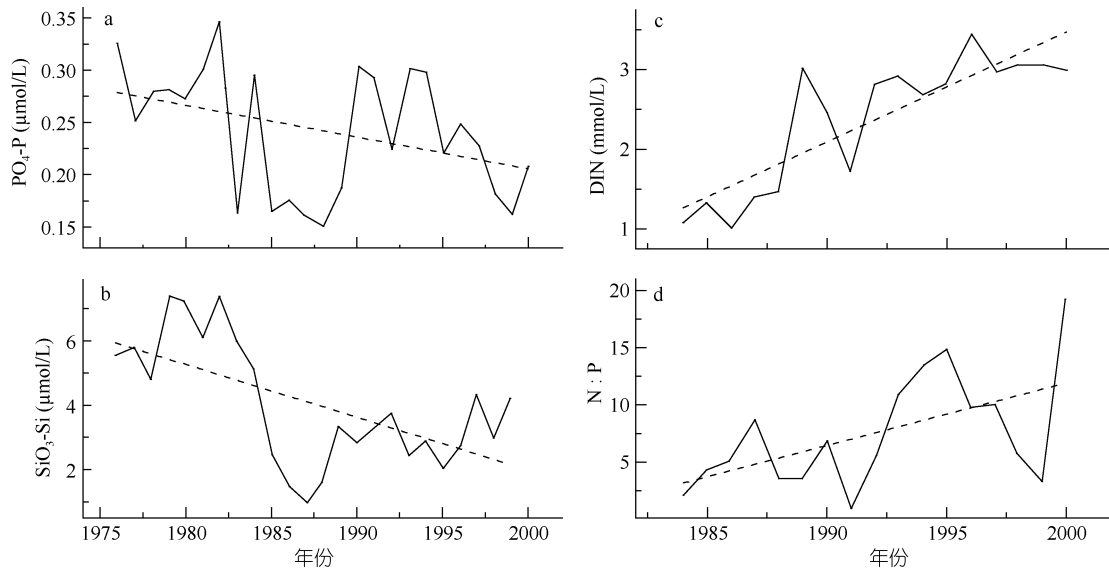 a
0.35
0.30
0.25
0.20
0.15
PO₄-P (μmol/L)
b
6
4
2
SiO₃-Si (μmol/L)
1975
1980
1985
1990
1995
2000
年份
c
3
2
1
DIN (mmol/L)
d
20
15
10
5
N : P
1985
1990
1995
2000
年份